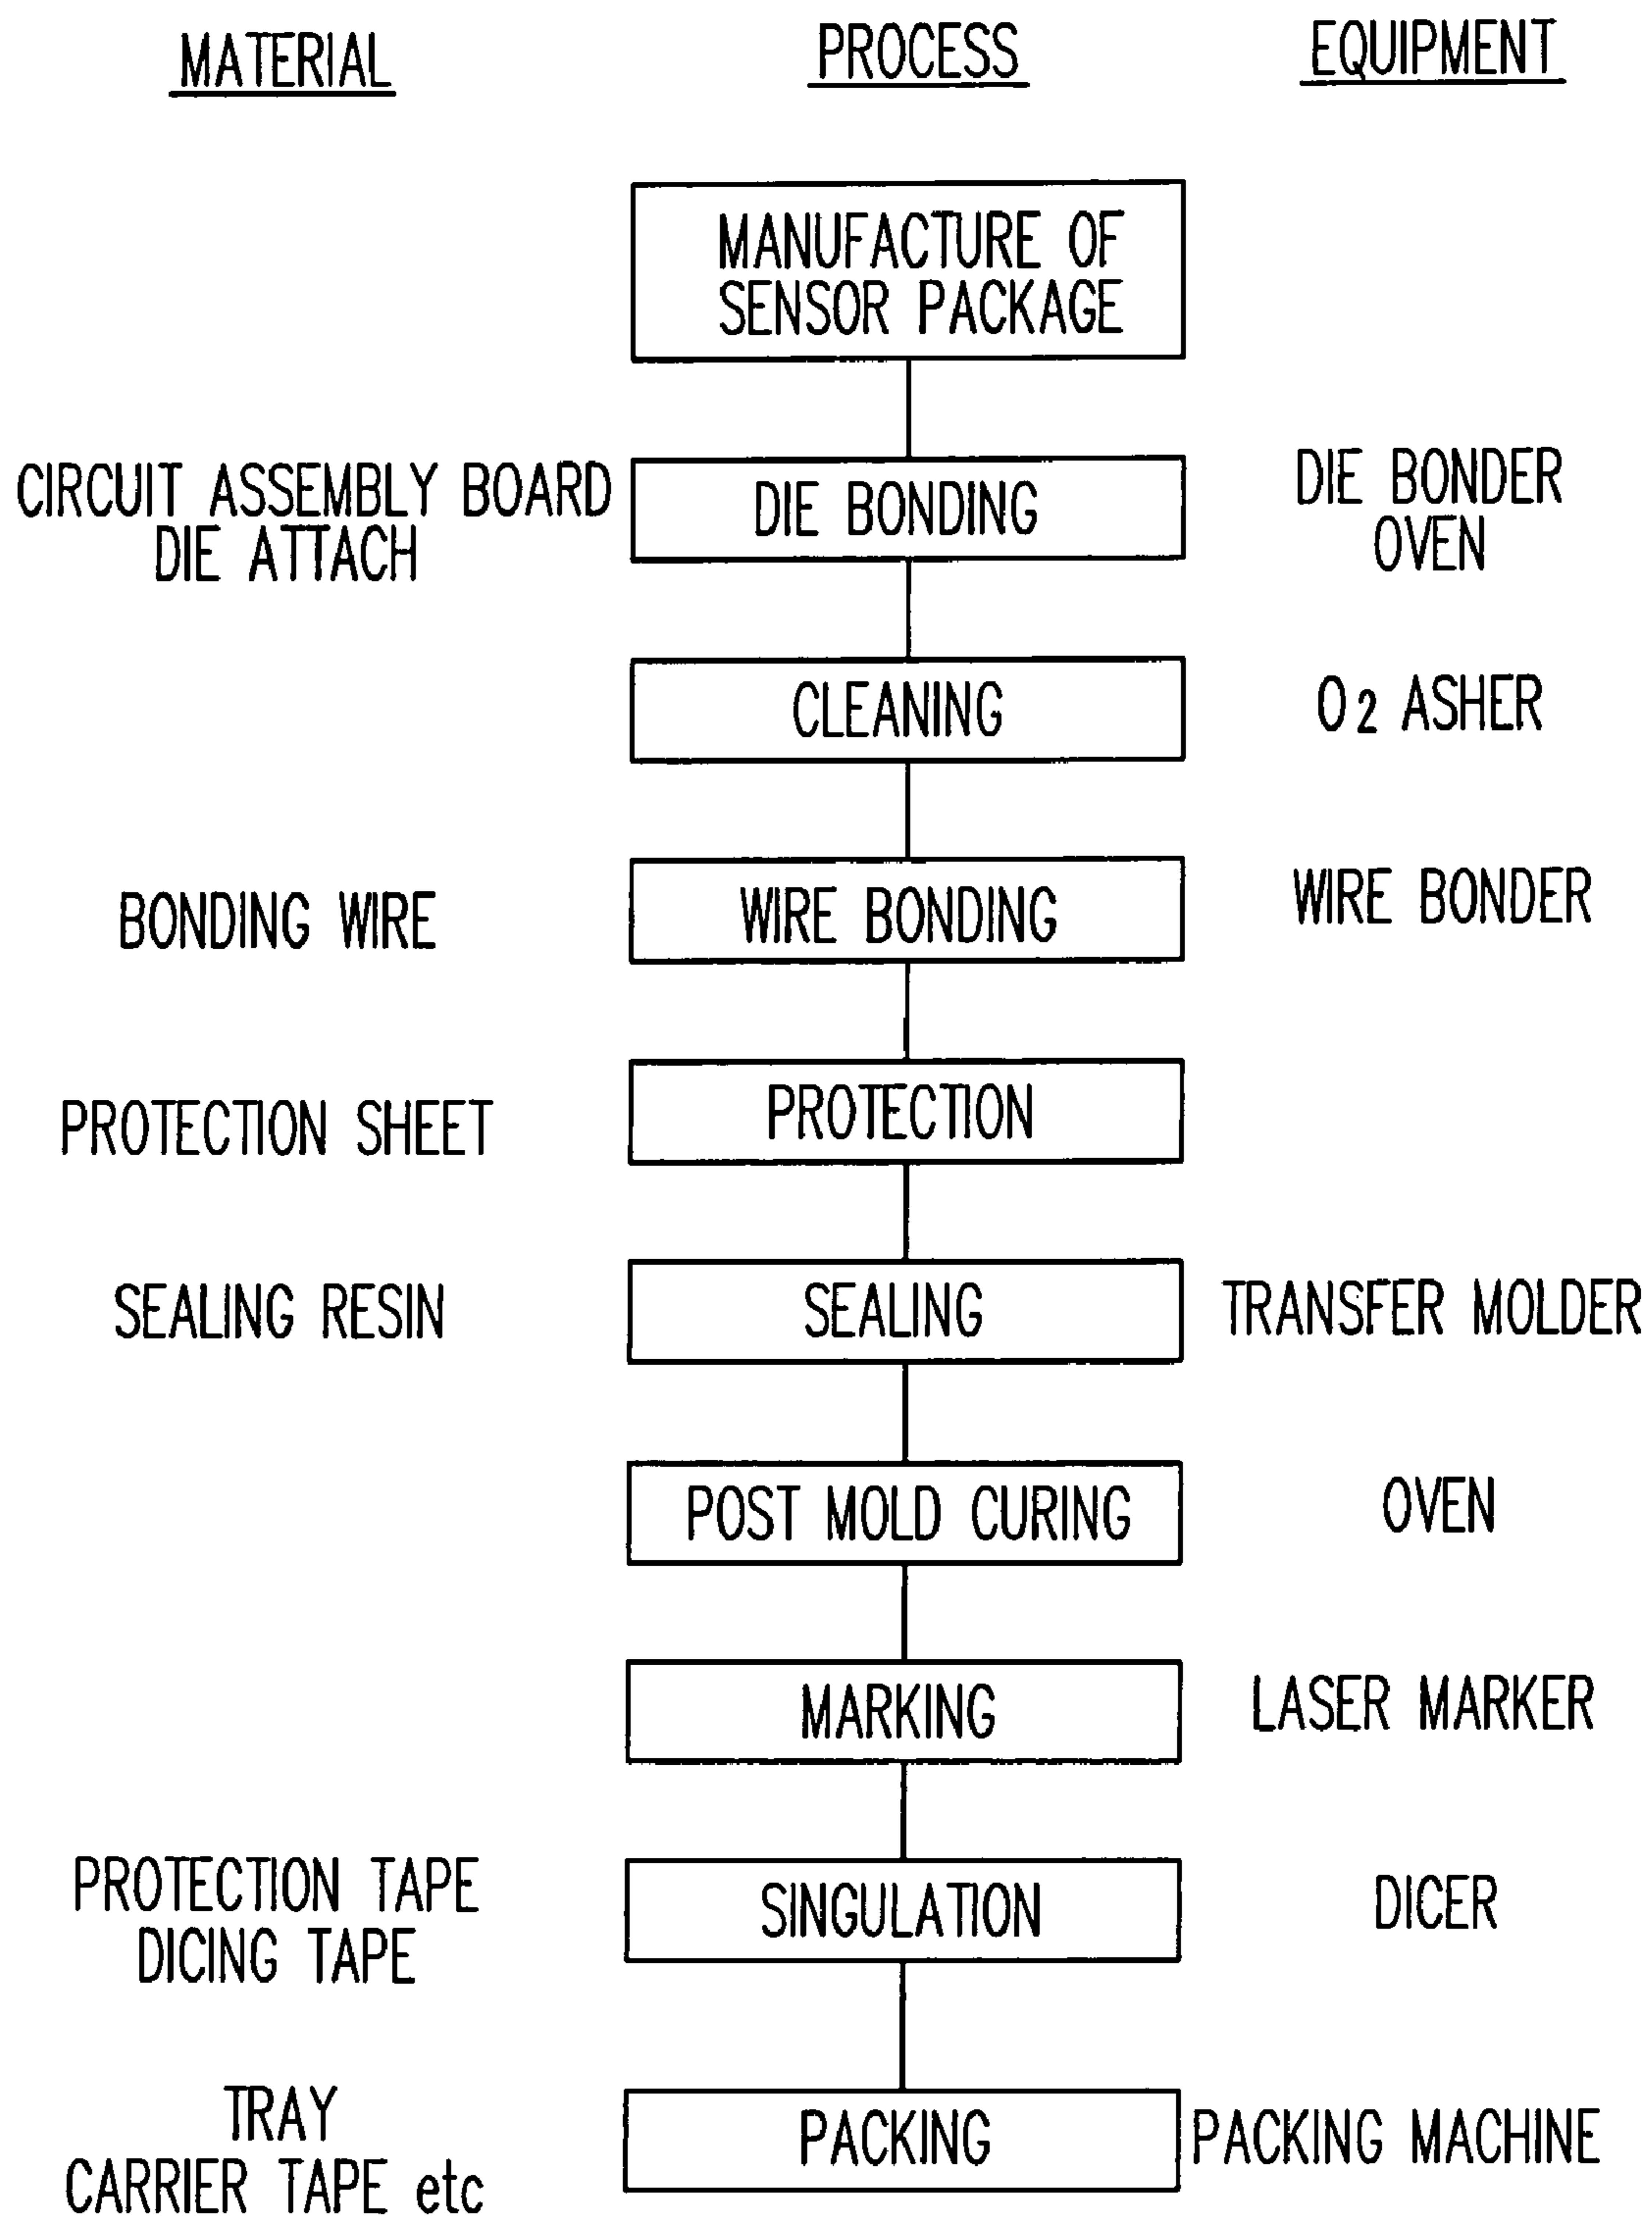 MATERIAL
PROCESS
EQUIPMENT
MANUFACTURE OF
SENSOR PACKAGE
CIRCUIT ASSEMBLY BOARD
DIE ATTACH
DIE BONDING
DIE BONDER
OVEN
CLEANING
O2 ASHER
BONDING WIRE
WIRE BONDING
WIRE BONDER
PROTECTION SHEET
PROTECTION
SEALING RESIN
SEALING
TRANSFER MOLDER
POST MOLD CURING
OVEN
MARKING
LASER MARKER
PROTECTION TAPE
DICING TAPE
SINGULATION
DICER
TRAY
CARRIER TAPE etc
PACKING
PACKING MACHINE